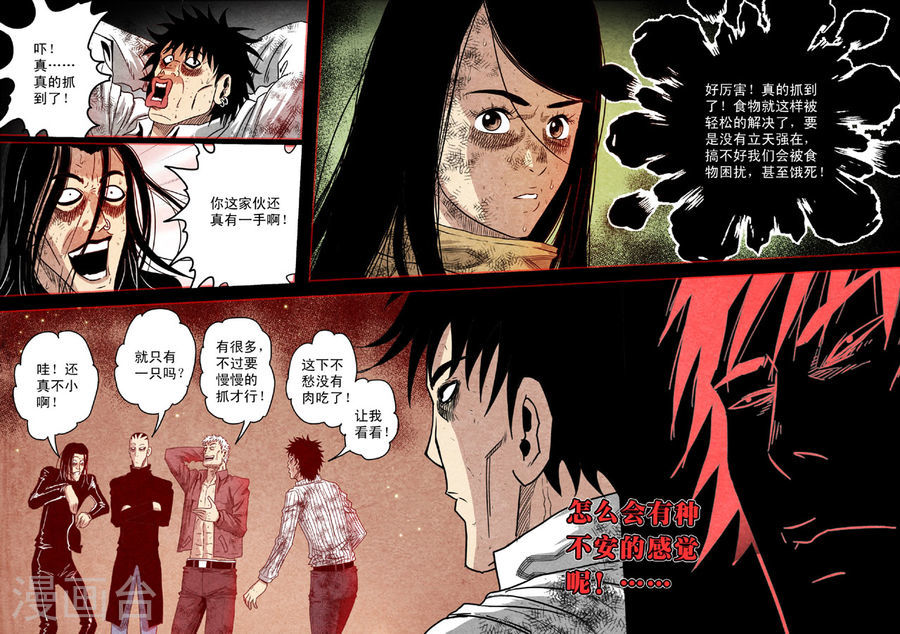 吓！
真……
真的抓
到了！
好厉害！真的抓到
了！食物就这样被
轻松的解决了，要
是没有立天强在，
搞不好我们会被食
物困扰，甚至饿死！
你这家伙还
真有一手啊！
哇！还
真不小
啊！
就只有
一只吗？
有很多，
不过要
慢慢的
抓才行！
这下不
愁没有
肉吃了！
让我
看看！
怎么会有种
不安的感觉
呢！……
漫画台